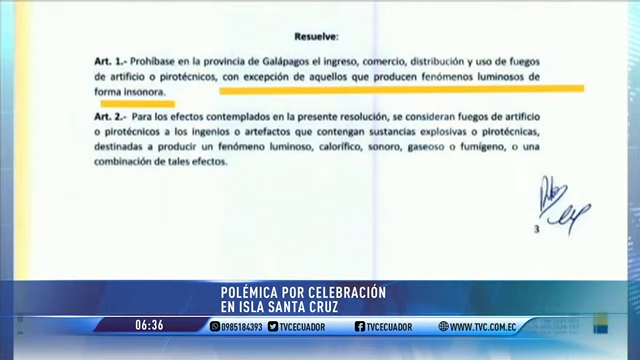 Resuelve:
Art. 1.- Prohíbase en la provincia de Galápagos el ingreso, comercio, distribución y uso de fuegos
de artificio o pirotécnicos, con excepción de aquellos que producen fenómenos luminosos de
forma insonora.
Art. 2.- Para los efectos contemplados en la presente resolución, se consideran fuegos de artificio
o pirotécnicos a los ingenios o artefactos que contengan sustancias explosivas o pirotécnicas,
destinadas a producir un fenómeno luminoso, calorífico, sonoro, gaseoso o fumígeno, o una
combinación de tales efectos.
3
POLÉMICA POR CELEBRACIÓN
EN ISLA SANTA CRUZ
06:36 0985184393 TVCECUADOR TVCECUADOR WWW.TVC.COM.EC